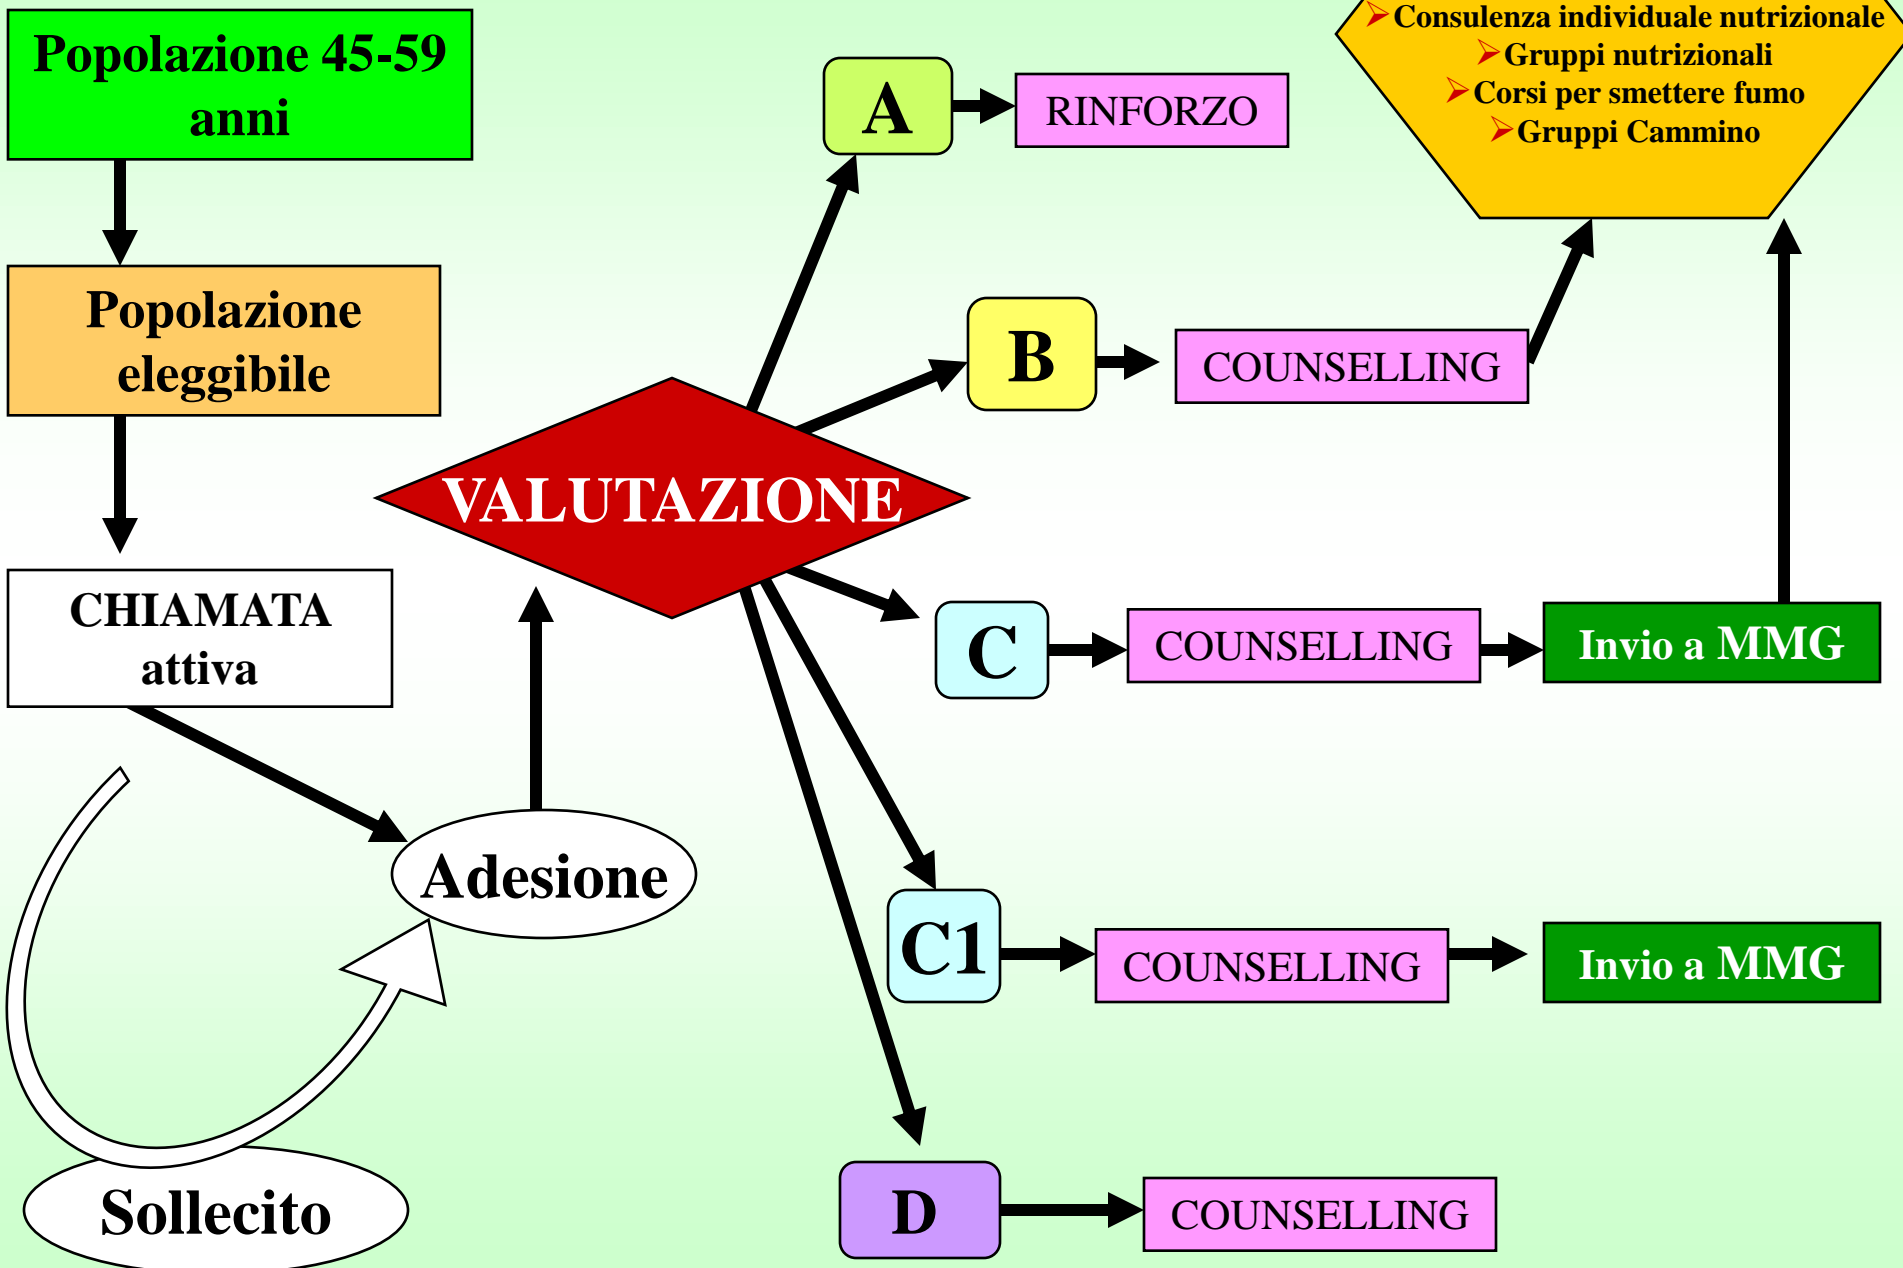 Popolazione 45-59
anni
Popolazione
eleggibile
CHIAMATA
attiva
Adesione
Sollecito
VALUTAZIONE
A
RINFORZO
B
COUNSELLING
➢Consulenza individuale nutrizionale
➢Gruppi nutrizionali
➢Corsi per smettere fumo
➢Gruppi Cammino
C
COUNSELLING
Invio a MMG
C1
COUNSELLING
Invio a MMG
D
COUNSELLING